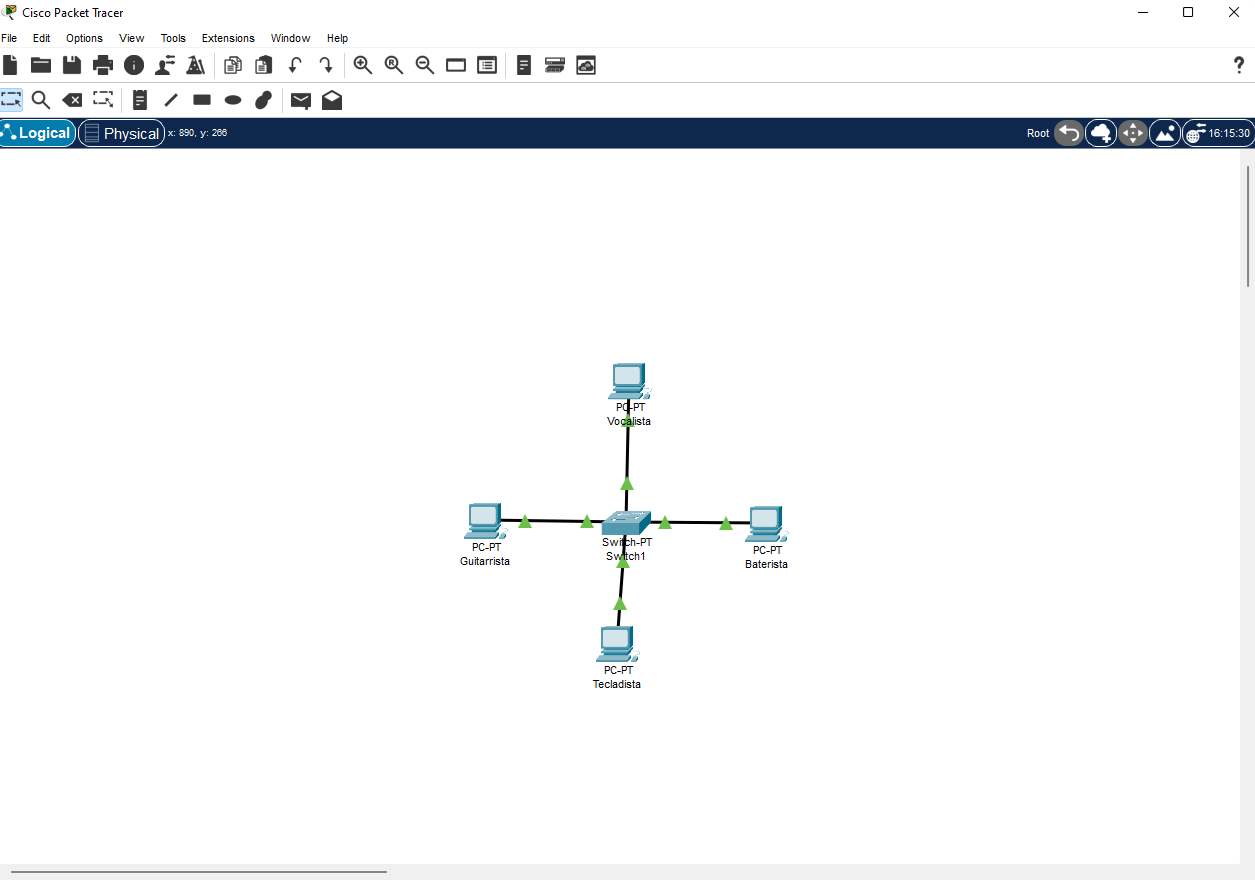 Cisco Packet Tracer
File Edit Options View Tools Extensions Window Help
Logical Physical x: 890, y: 266 Root 16:15:30
PC-PT
Vocalista
PC-PT
Guitarrista
Switch-PT
Switch1
PC-PT
Baterista
PC-PT
Tecladista